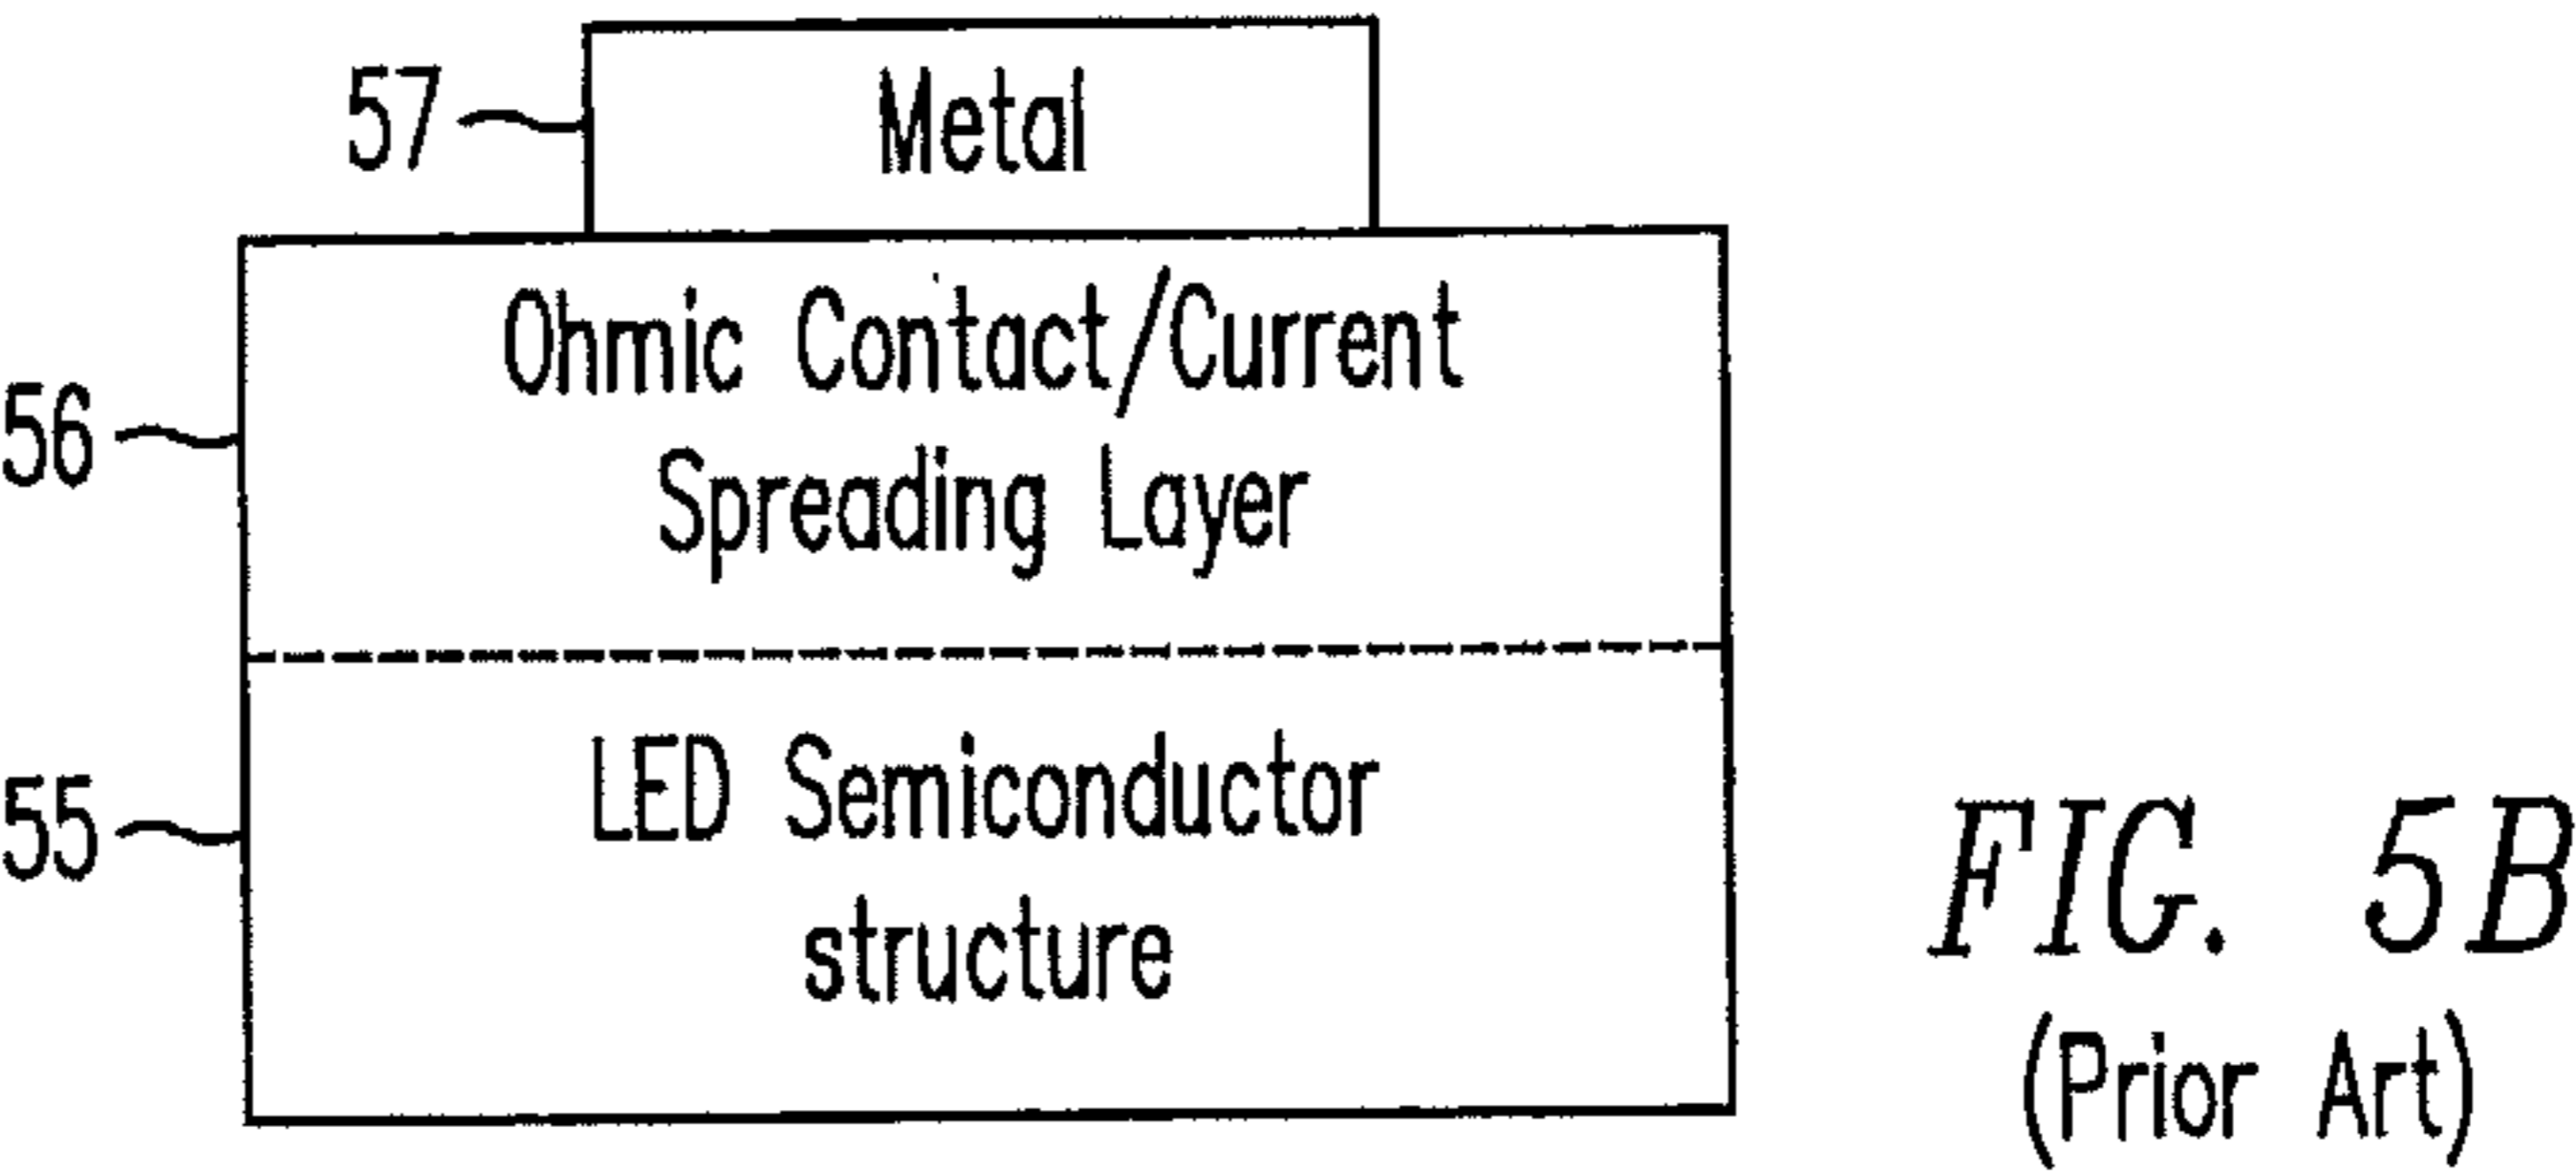 57 Metal
Ohmic Contact/Current
56
Spreading Layer
LED Semiconductor
55
structure
FIG. 5B
(Prior Art)